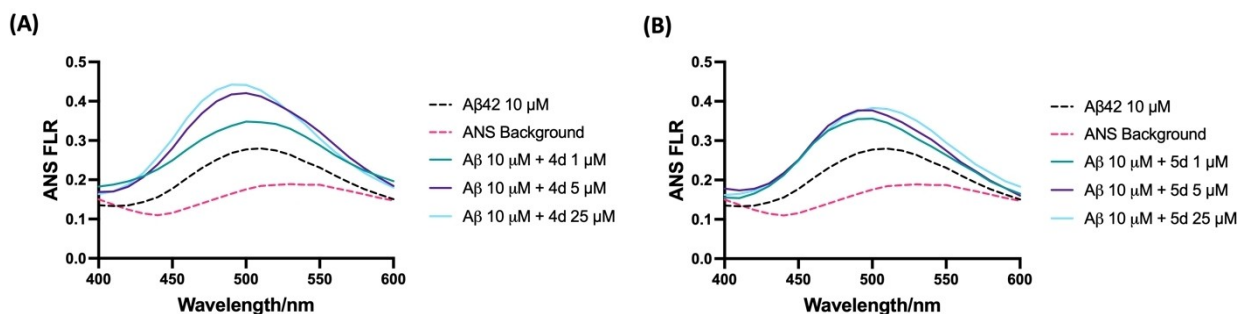 (A)
ANS FLR
0.5
0.4
0.3
0.2
0.1
0.0
400 450 500 550 600
Wavelength/nm
Aβ42 10 μM
ANS Background
Aβ 10 μM + 4d 1 μM
Aβ 10 μM + 4d 5 μM
Aβ 10 μM + 4d 25 μM
(B)
ANS FLR
0.5
0.4
0.3
0.2
0.1
0.0
400 450 500 550 600
Wavelength/nm
Aβ42 10 μM
ANS Background
Aβ 10 μM + 5d 1 μM
Aβ 10 μM + 5d 5 μM
Aβ 10 μM + 5d 25 μM